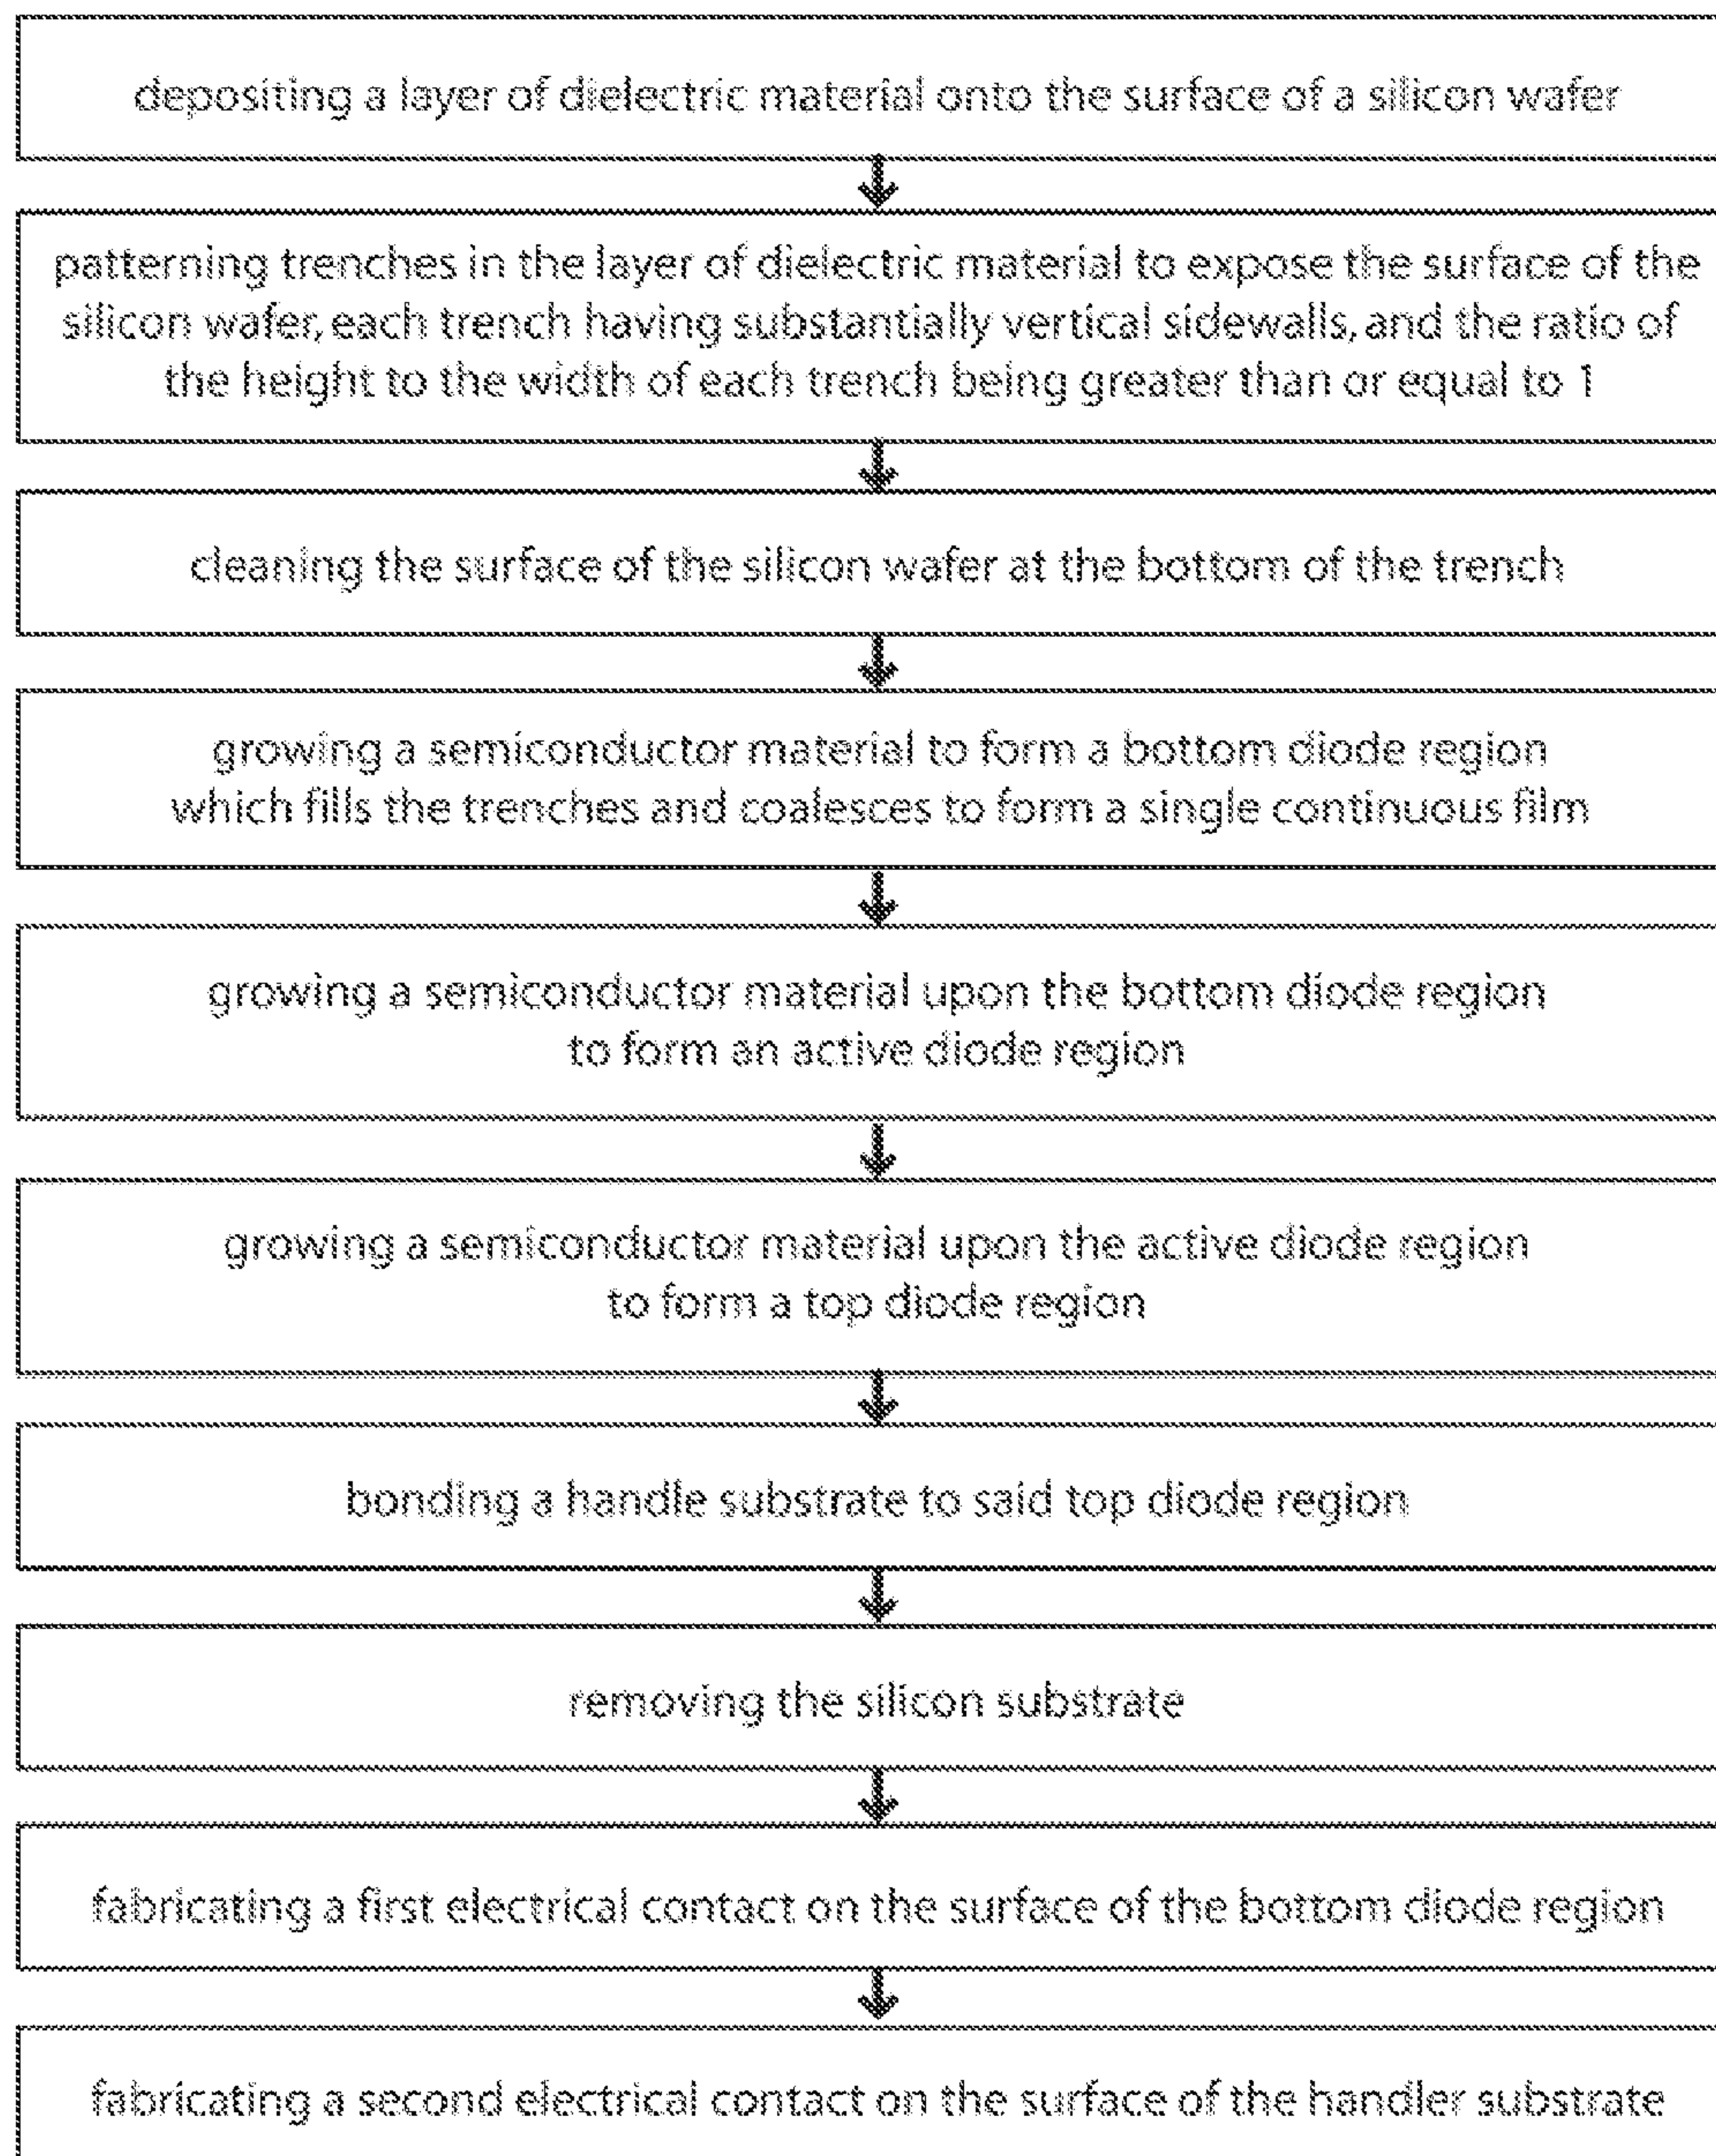 depositing a layer of dielectric material onto the surface of a silicon wafer
patterning trenches in the layer of dielectric material to expose the surface of the
silicon wafer, each trench having substantially vertical sidewalls, and the ratio of
the height to the width of each trench being greater than or equal to 1
cleaning the surface of the silicon wafer at the bottom of the trench
growing a semiconductor material to form a bottom diode region
which fills the trenches and coalesces to form a single continuous film
growing a semiconductor material upon the bottom diode region
to form an active diode region
growing a semiconductor material upon the active diode region
to form a top diode region
bonding a handle substrate to said top diode region
removing the silicon substrate
fabricating a first electrical contact on the surface of the bottom diode region
fabricating a second electrical contact on the surface of the handler substrate